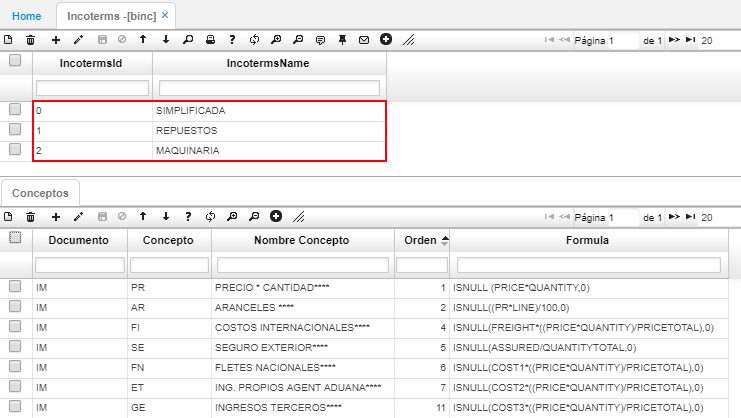 Home Incoterms -[binc] ×
Página 1 de 1 20
IncotermsId IncotermsName
0 SIMPLIFICADA
1 REPUESTOS
2 MAQUINARIA
Conceptos
Página 1 de 1 20
Documento Concepto Nombre Concepto Orden Formula
IM PR PRECIO * CANTIDAD**** 1 ISNULL (PRICE*QUANTITY,0)
IM AR ARANCELES **** 2 ISNULL((PR*LINE)/100,0)
IM FI COSTOS INTERNACIONALES**** 4 ISNULL(FREIGHT*((PRICE*QUANTITY)/PRICETOTAL),0)
IM SE SEGURO EXTERIOR**** 5 ISNULL(ASSURED/QUANTITYTOTAL,0)
IM FN FLETES NACIONALES**** 6 ISNULL(COST1*((PRICE*QUANTITY)/PRICETOTAL),0)
IM ET ING. PROPIOS AGENT ADUANA**** 7 ISNULL(COST2*((PRICE*QUANTITY)/PRICETOTAL),0)
IM GE INGRESOS TERCEROS**** 11 ISNULL(COST3*((PRICE*QUANTITY)/PRICETOTAL),0)